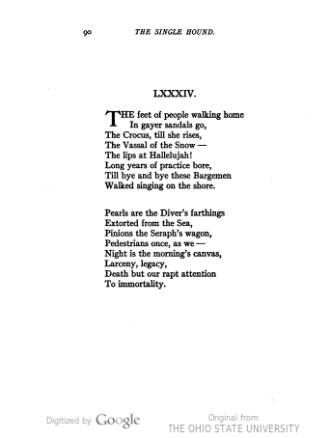 90 THE SINGLE HOUND.
LXXXIV.
THE feet of people walking home
In gayer sandals go,
The Crocus, till she rises,
The Vassal of the Snow —
The lips at Hallelujah!
Long years of practice bore,
Till bye and bye these Bargemen
Walked singing on the shore.
Pearls are the Diver's farthings
Extorted from the Sea,
Pinions the Seraph's wagon,
Pedestrians once, as we —
Night is the morning's canvas,
Larceny, legacy,
Death but our rapt attention
To immortality.
Digitized by Google
Original from
THE OHIO STATE UNIVERSITY